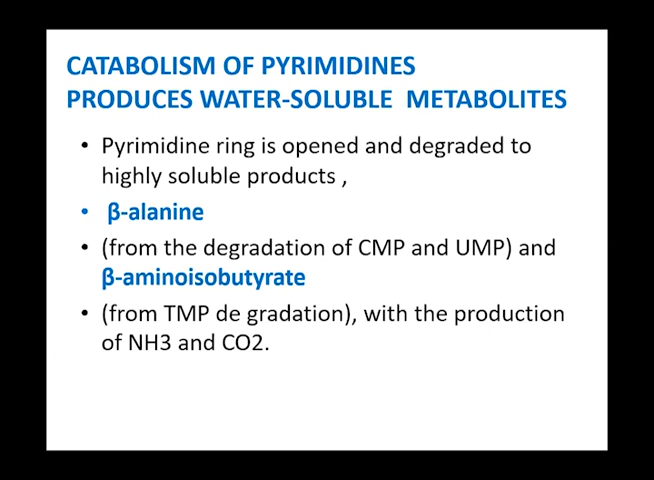 CATABOLISM OF PYRIMIDINES
PRODUCES WATER-SOLUBLE METABOLITES
• Pyrimidine ring is opened and degraded to
highly soluble products ,
• β-alanine
• (from the degradation of CMP and UMP) and
β-aminoisobutyrate
• (from TMP de gradation), with the production
of NH3 and CO2.